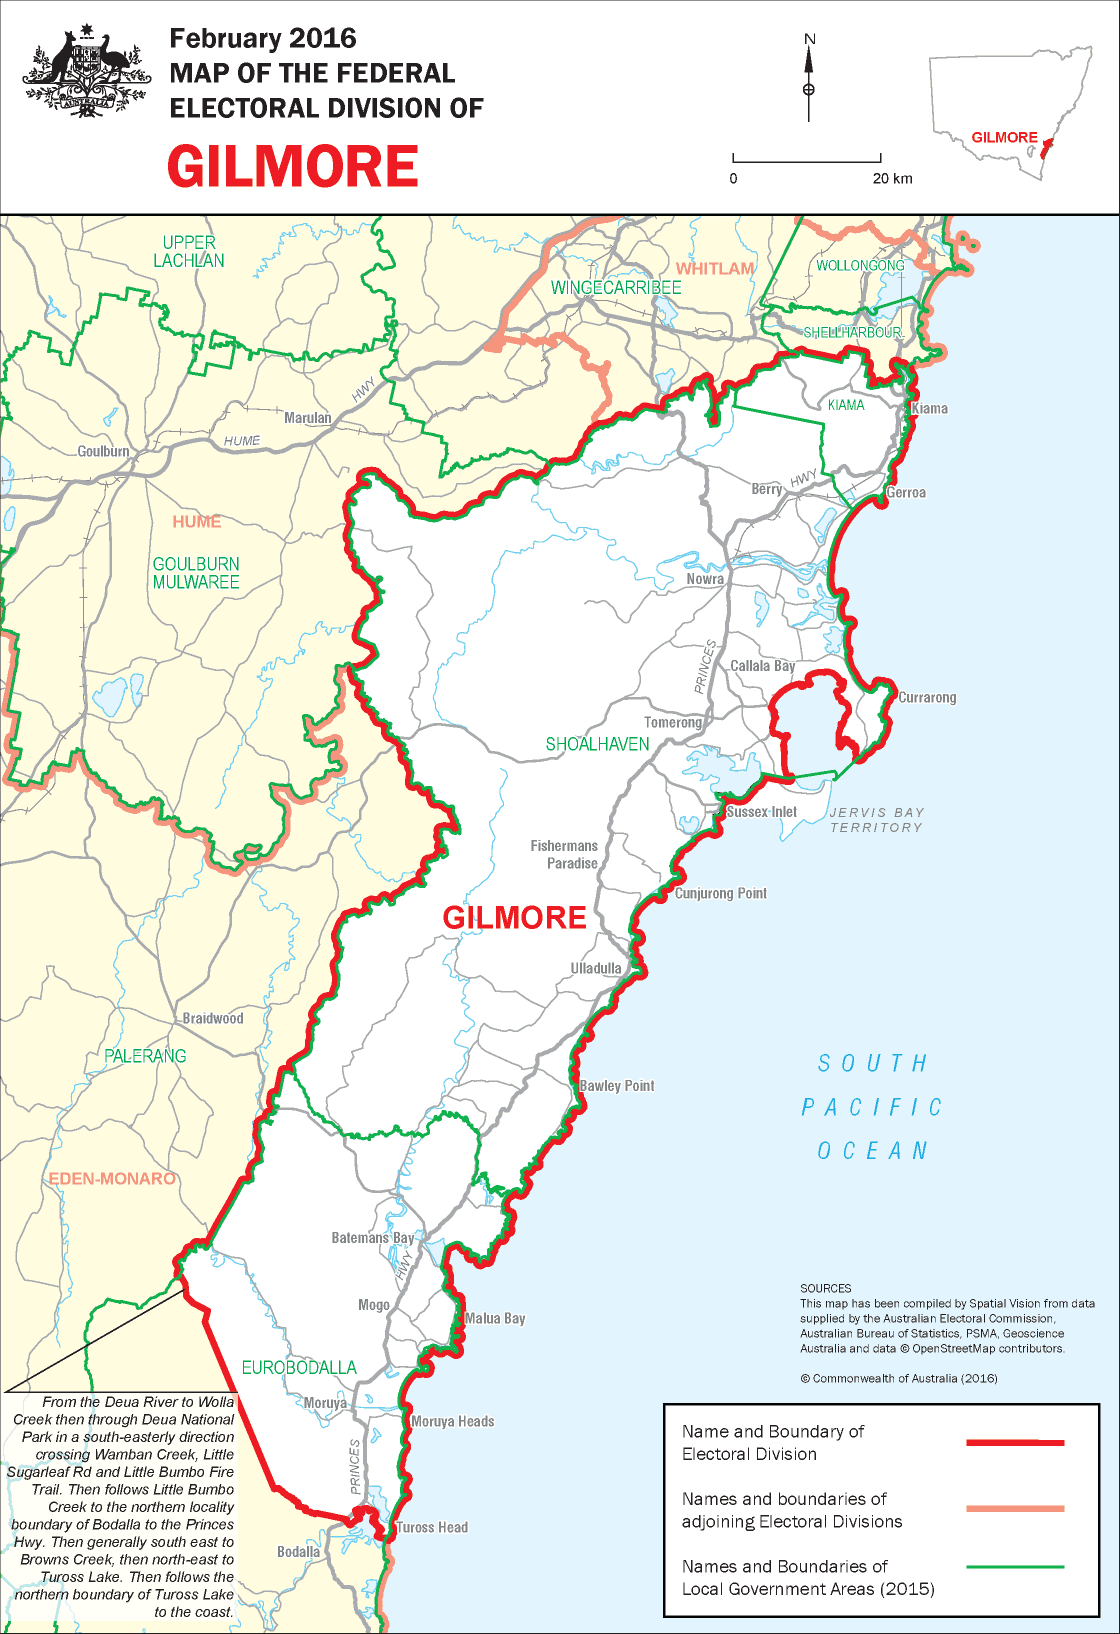 February 2016
MAP OF THE FEDERAL
ELECTORAL DIVISION OF
GILMORE
AUSTRALIA
N
0
20 km
GILMORE
UPPER
LACHLAN
WHITLAM
WOLLONGONG
WINGECARRIBEE
SHELLHARBOUR
HWY
KIAMA
Kiama
Marulan
HUME
Goulburn
Berry
HWY
Gerroa
HUME
GOULBURN
MULWAREE
Nowra
PRINCES
Callala Bay
Currarong
Tomerong
SHOALHAVEN
Sussex Inlet
JERVIS BAY
TERRITORY
Fishermans
Paradise
Cunjurong Point
GILMORE
Ulladulla
Braidwood
PALERANG
Bawley Point
SOUTH
PACIFIC
OCEAN
EDEN-MONARO
Batemans Bay
HWY
Mogo
Malua Bay
EUROBODALLA
Moruya
Moruya Heads
PRINCES
Tuross Head
Bodalla
From the Deua River to Wolla
Creek then through Deua National
Park in a south-easterly direction
crossing Wamban Creek, Little
Sugarleaf Rd and Little Bumbo Fire
Trail. Then follows Little Bumbo
Creek to the northern locality
boundary of Bodalla to the Princes
Hwy. Then generally south east to
Browns Creek, then north-east to
Tuross Lake. Then follows the
northern boundary of Tuross Lake
to the coast.
SOURCES
This map has been compiled by Spatial Vision from data
supplied by the Australian Electoral Commission,
Australian Bureau of Statistics, PSMA, Geoscience
Australia and data © OpenStreetMap contributors.
© Commonwealth of Australia (2016)
Name and Boundary of
Electoral Division
Names and boundaries of
adjoining Electoral Divisions
Names and Boundaries of
Local Government Areas (2015)